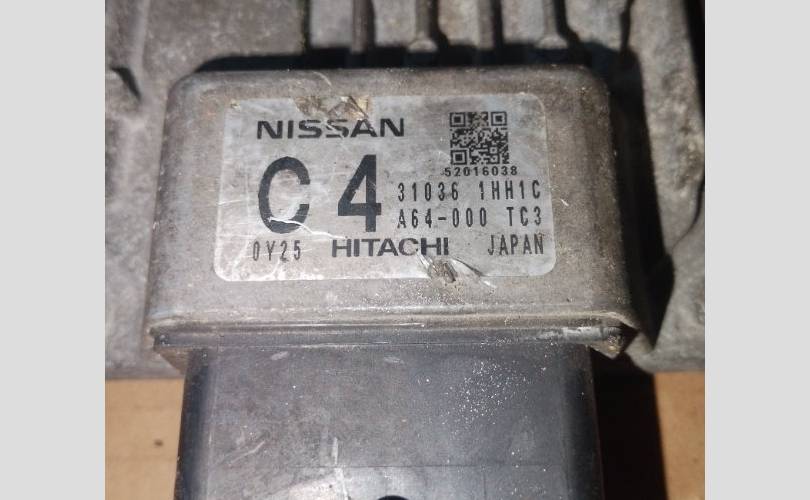 NISSAN
52016038
C4
31036 1HH1C
A64-000 TC3
0Y25 HITACHI JAPAN